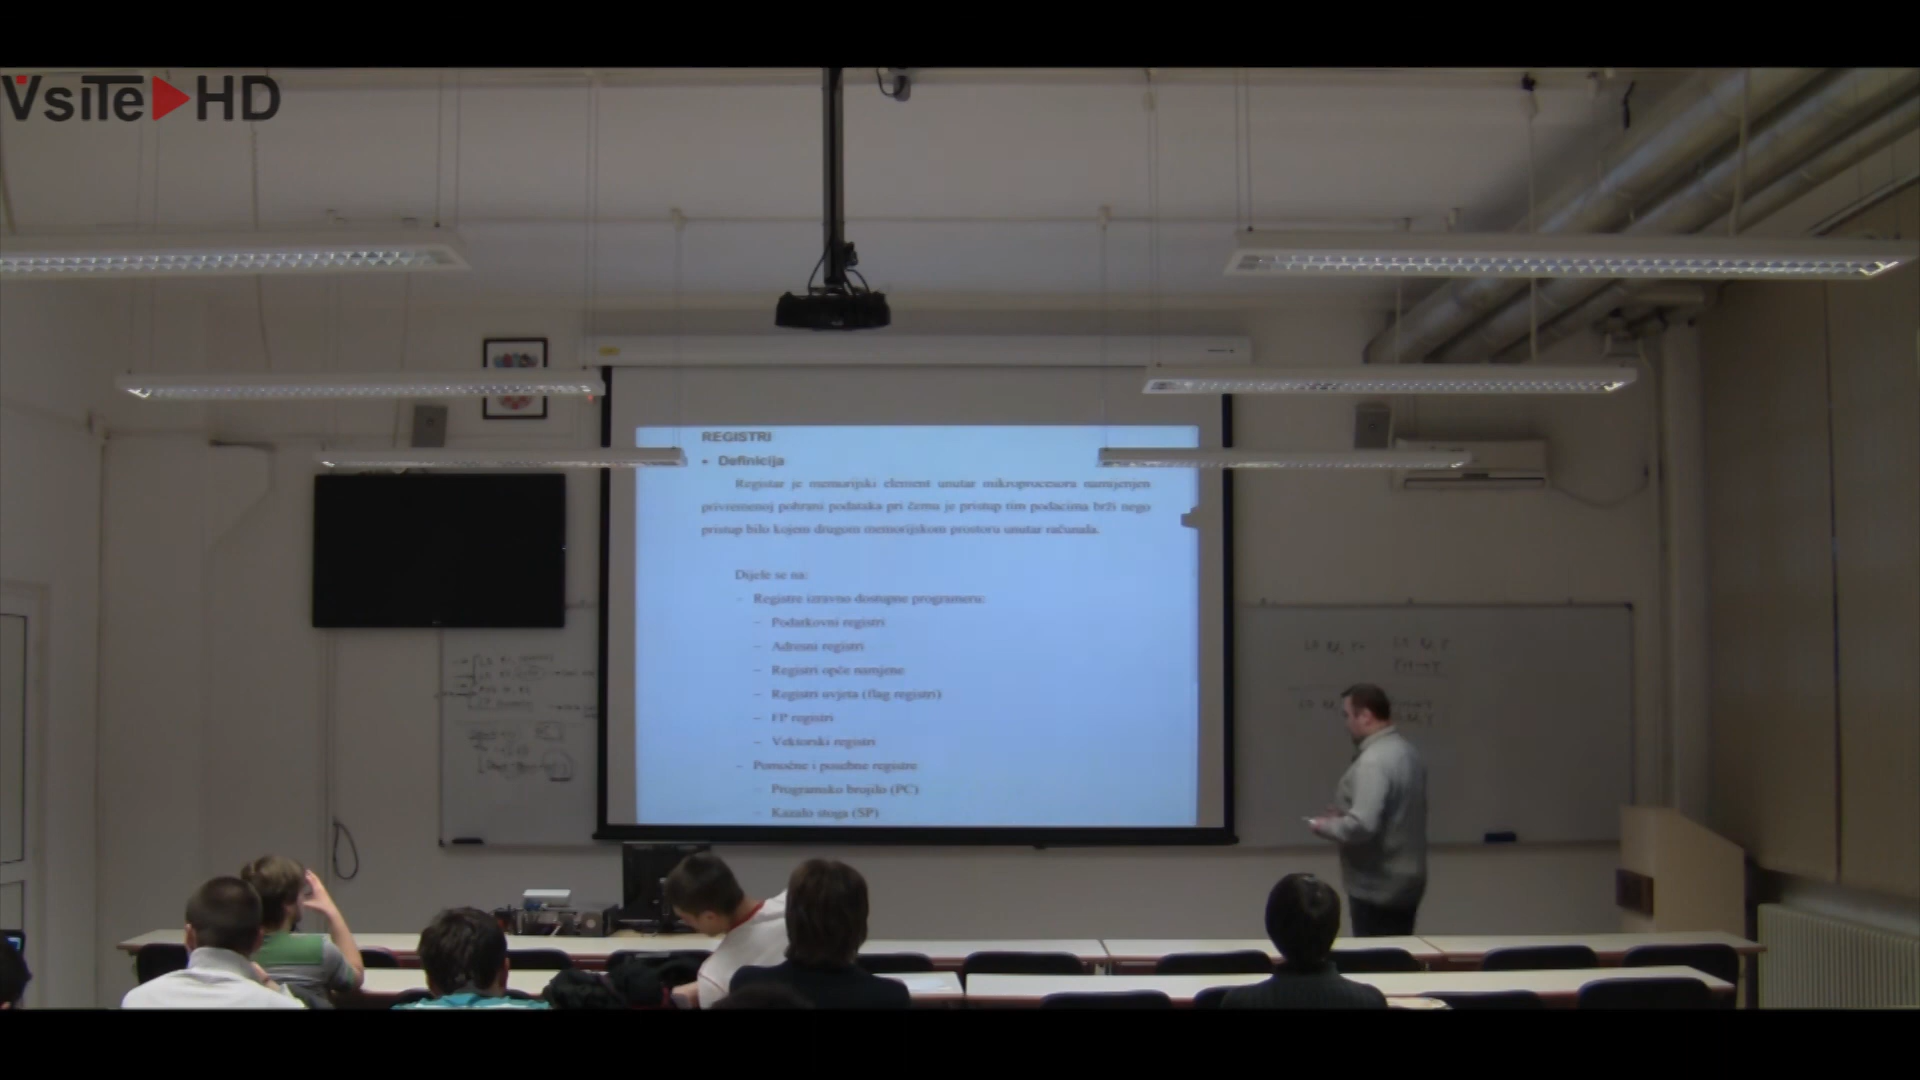 VsiTe HD
REGISTRI
• Definicija
Registar je memorijski element unutar mikroprocesora namijenjen
privremenoj pohrani podataka pri čemu je pristup tim podacima brži nego
pristup bilo kojem drugom memorijskom prostoru unutar računala.
Dijele se na:
– Registre izravno dostupne programeru:
– Podatkovni registri
– Adresni registri
– Registri opće namjene
– Registri uvjeta (flag registri)
– FP registri
– Vektorski registri
– Pomoćne i posebne registre
– Programsko brojilo (PC)
– Kazalo stoga (SP)